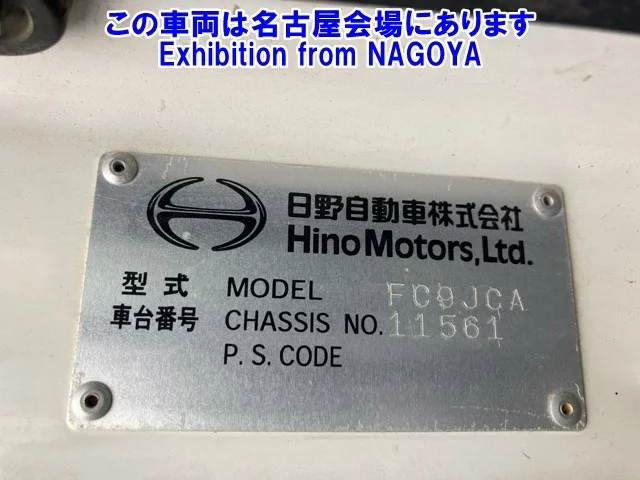 この車両は名古屋会場にあります
Exhibition from NAGOYA
日野自動車株式会社
Hino Motors, Ltd.
型式 MODEL FC9JCA
車台番号 CHASSIS NO. 11561
P. S. CODE